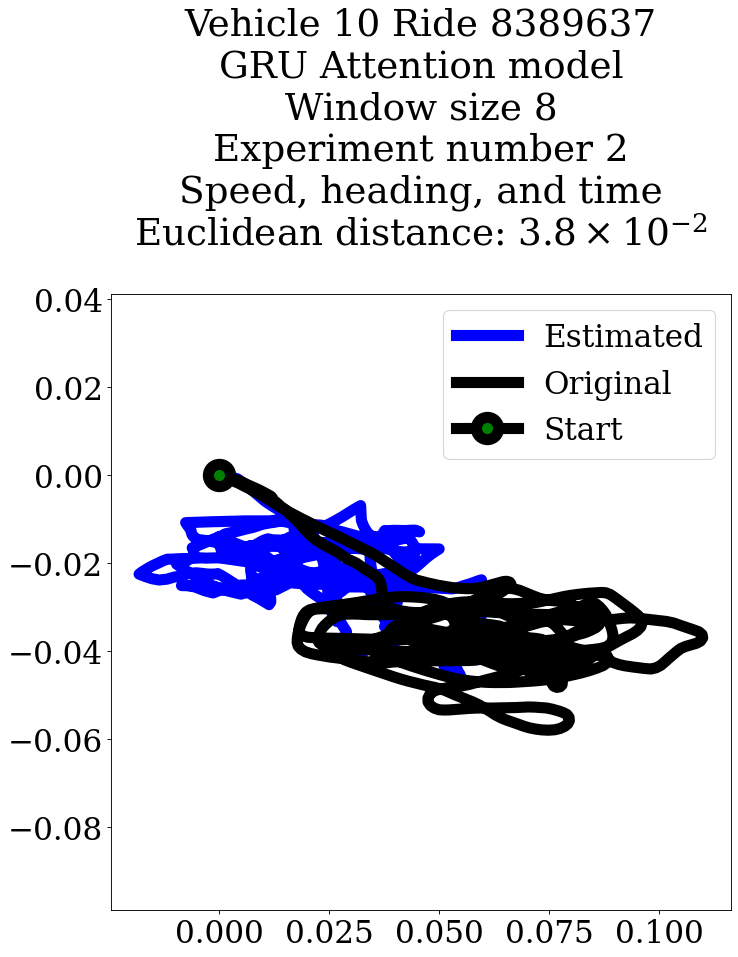 Vehicle 10 Ride 8389637
GRU Attention model
Window size 8
Experiment number 2
Speed, heading, and time
Euclidean distance: 3.8 × 10⁻²
Estimated
Original
Start
0.04
0.02
0.00
−0.02
−0.04
−0.06
−0.08
0.000 0.025 0.050 0.075 0.100